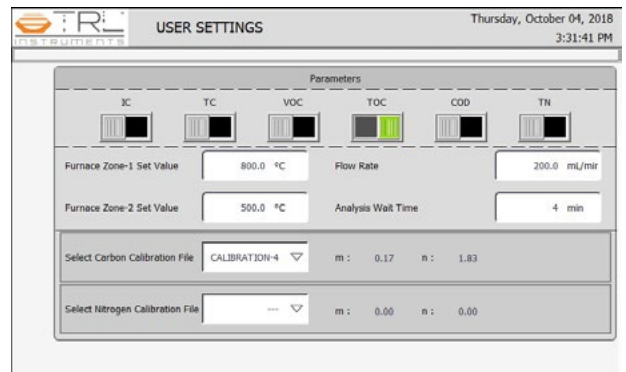 TRL INSTRUMENTS
USER SETTINGS
Thursday, October 04, 2018
3:31:41 PM
Parameters
IC TC VOC TOC COD TN
Furnace Zone-1 Set Value 800.0 ºC Flow Rate 200.0 mL/mir
Furnace Zone-2 Set Value 500.0 ºC Analysis Wait Time 4 min
Select Carbon Calibration File CALIBRATION-4 m : 0.17 n : 1.83
Select Nitrogen Calibration File --- m : 0.00 n : 0.00